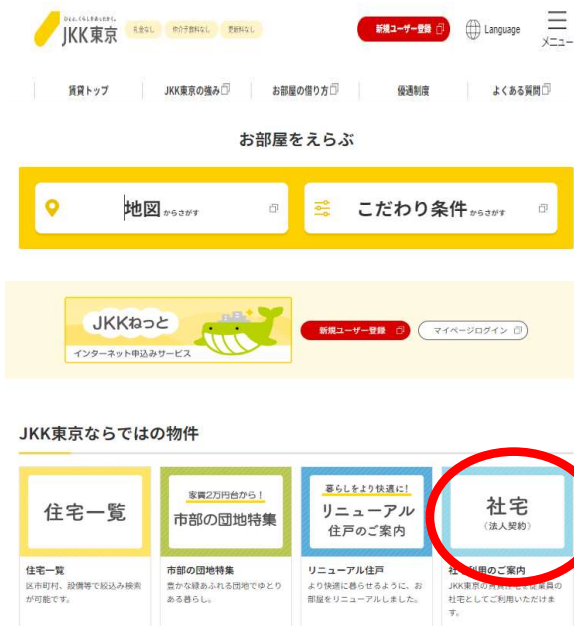 ひとに、くらしをあったかく。
JKK東京
礼金なし 仲介手数料なし 更新料なし
新規ユーザー登録
Language
メニュー
賃貸トップ JKK東京の強み お部屋の借り方 優遇制度 よくある質問
お部屋をえらぶ
地図からさがす
こだわり条件からさがす
JKKねっと
インターネット申込みサービス
新規ユーザー登録
マイページログイン
JKK東京ならではの物件
住宅一覧
住宅一覧
区市町村、設備等で絞込み検索
が可能です。
家賃2万円台から!
市部の団地特集
市部の団地特集
豊かな緑あふれる団地でゆとり
ある暮らし。
暮らしをより快適に!
リニューアル
住戸のご案内
リニューアル住戸
より快適に暮らせるように、お
部屋をリニューアルしました。
社宅
(法人契約)
社 利用のご案内
JKK東京の賃貸住宅を従業員の
社宅としてご利用いただけま
す。